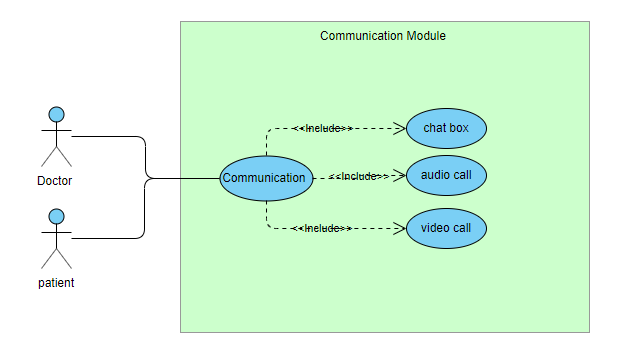 Communication Module
<<Include>>
chat box
Doctor
Communication
<<Include>>
audio call
patient
<<Include>>
video call